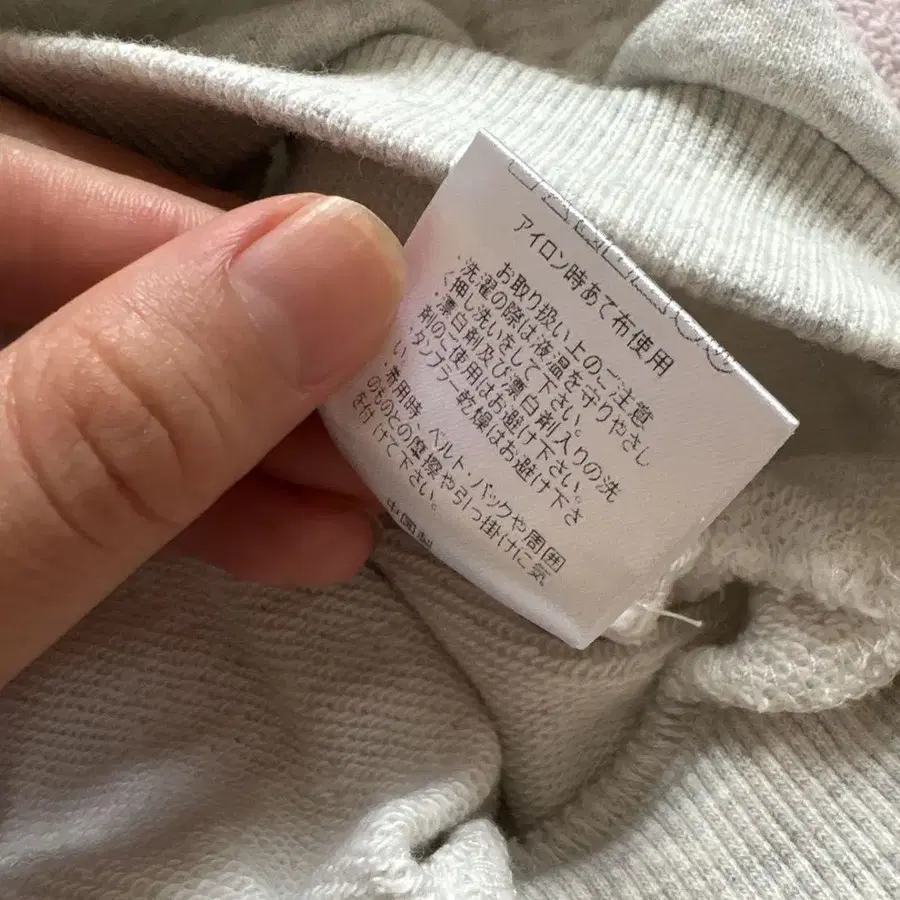 アイロン時あて布使用
お取り扱い上のご注意
・洗濯の際は液温を守りやさし
く押し洗いをして下さい。
・漂白剤及び漂白剤入りの洗
剤のご使用はお避け下さい。
・タンブラー乾燥はお避け下さ
い。
・着用時、ベルト・バックや周囲
のものとの摩擦や引っ掛けに気
を付けて下さい。
中国製